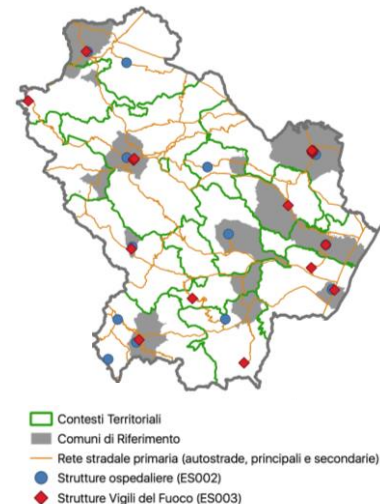 Contesti Territoriali
Comuni di Riferimento
Rete stradale primaria (autostrade, principali e secondarie)
Strutture ospedaliere (ES002)
Strutture Vigili del Fuoco (ES003)